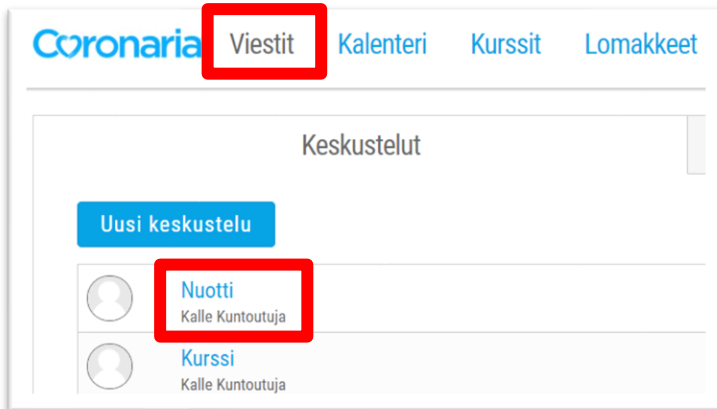 Coronaria Viestit Kalenteri Kurssit Lomakkeet
Keskustelut
Uusi keskustelu
Nuotti
Kalle Kuntoutuja
Kurssi
Kalle Kuntoutuja